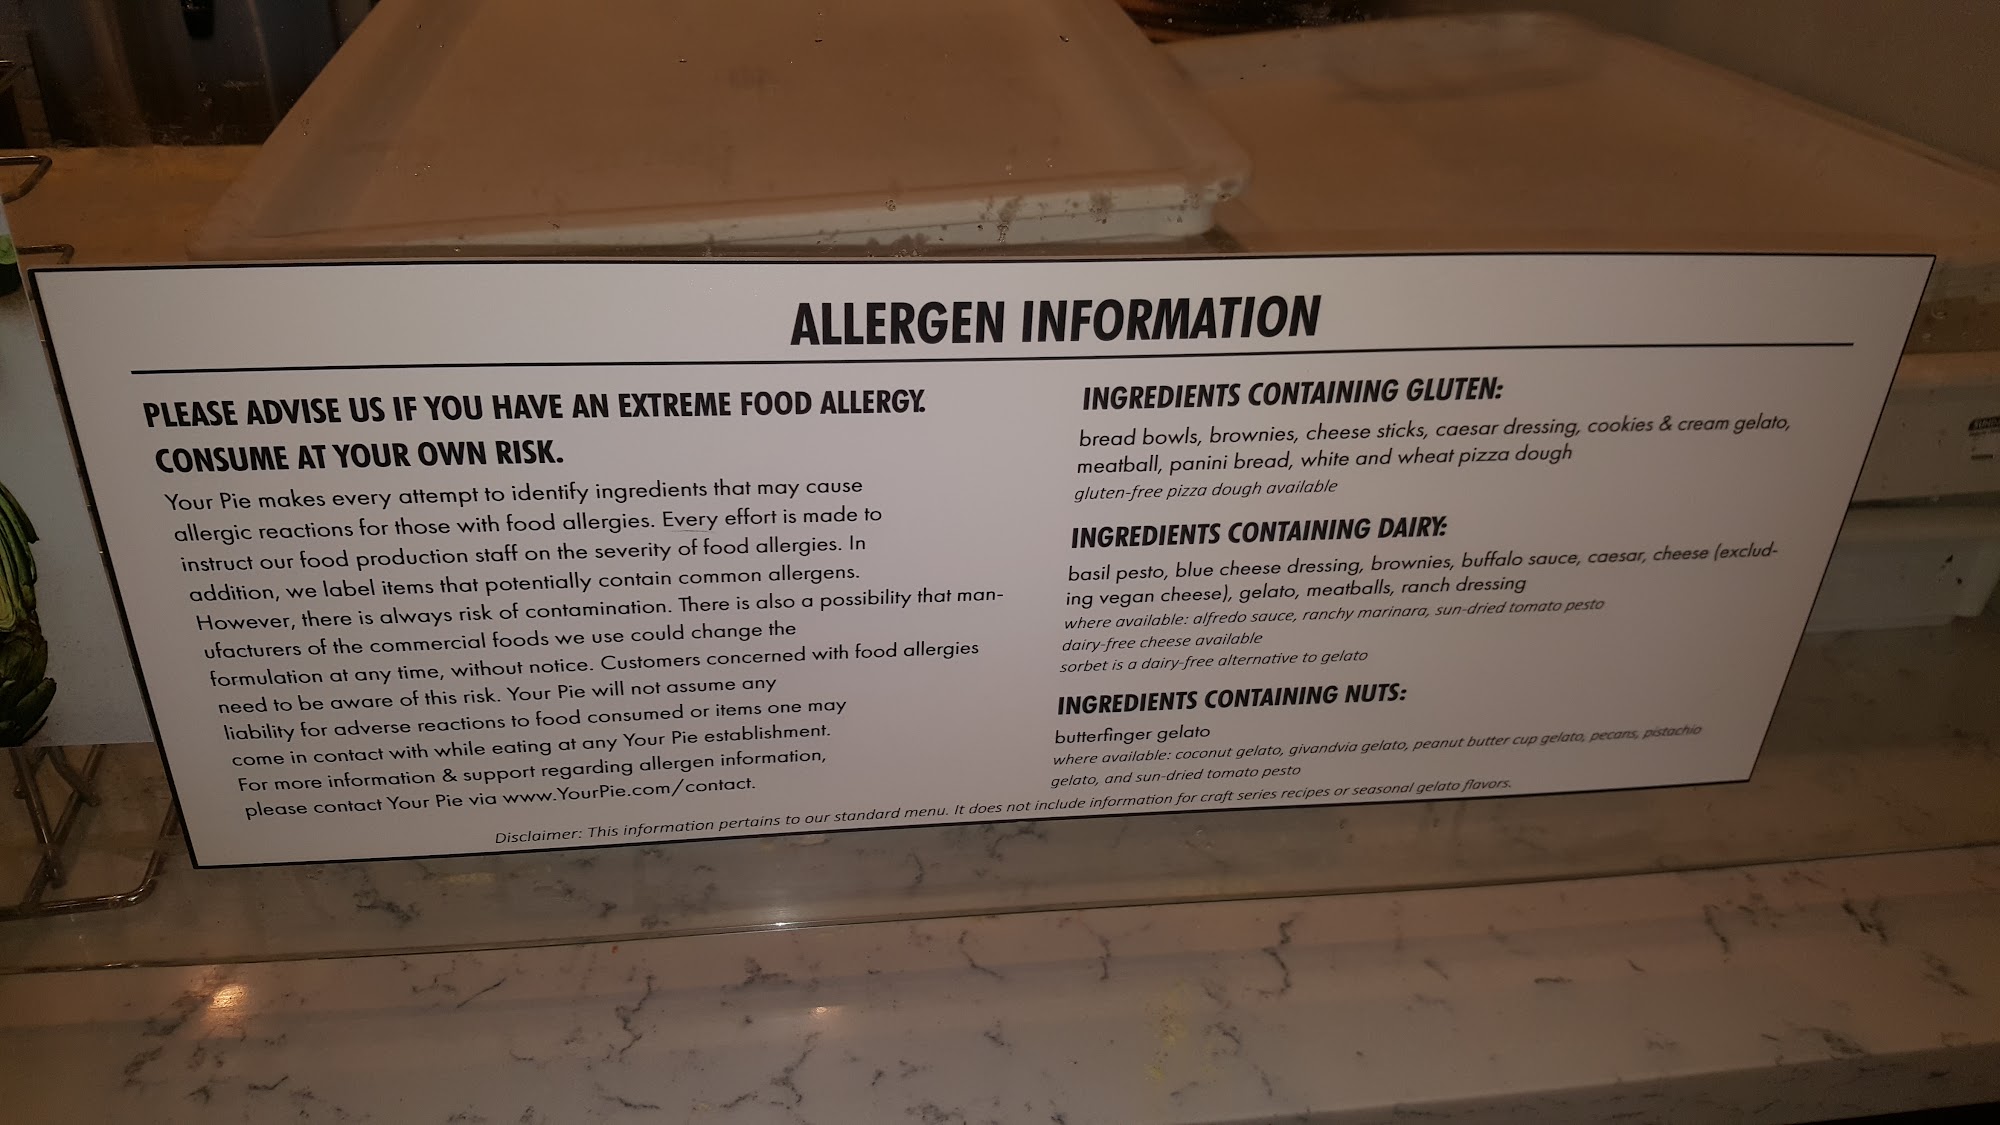 ALLERGEN INFORMATION
PLEASE ADVISE US IF YOU HAVE AN EXTREME FOOD ALLERGY.
CONSUME AT YOUR OWN RISK.
Your Pie makes every attempt to identify ingredients that may cause
allergic reactions for those with food allergies. Every effort is made to
instruct our food production staff on the severity of food allergies. In
addition, we label items that potentially contain common allergens.
However, there is always risk of contamination. There is also a possibility that man-
ufacturers of the commercial foods we use could change the
formulation at any time, without notice. Customers concerned with food allergies
need to be aware of this risk. Your Pie will not assume any
liability for adverse reactions to food consumed or items one may
come in contact with while eating at any Your Pie establishment.
For more information & support regarding allergen information,
please contact Your Pie via www.YourPie.com/contact.
INGREDIENTS CONTAINING GLUTEN:
bread bowls, brownies, cheese sticks, caesar dressing, cookies & cream gelato,
meatball, panini bread, white and wheat pizza dough
gluten-free pizza dough available
INGREDIENTS CONTAINING DAIRY:
basil pesto, blue cheese dressing, brownies, buffalo sauce, caesar, cheese (exclud-
ing vegan cheese), gelato, meatballs, ranch dressing
where available: alfredo sauce, ranchy marinara, sun-dried tomato pesto
dairy-free cheese available
sorbet is a dairy-free alternative to gelato
INGREDIENTS CONTAINING NUTS:
butterfinger gelato
where available: coconut gelato, givandvia gelato, peanut butter cup gelato, pecans, pistachio
gelato, and sun-dried tomato pesto
Disclaimer: This information pertains to our standard menu. It does not include information for craft series recipes or seasonal gelato flavors.